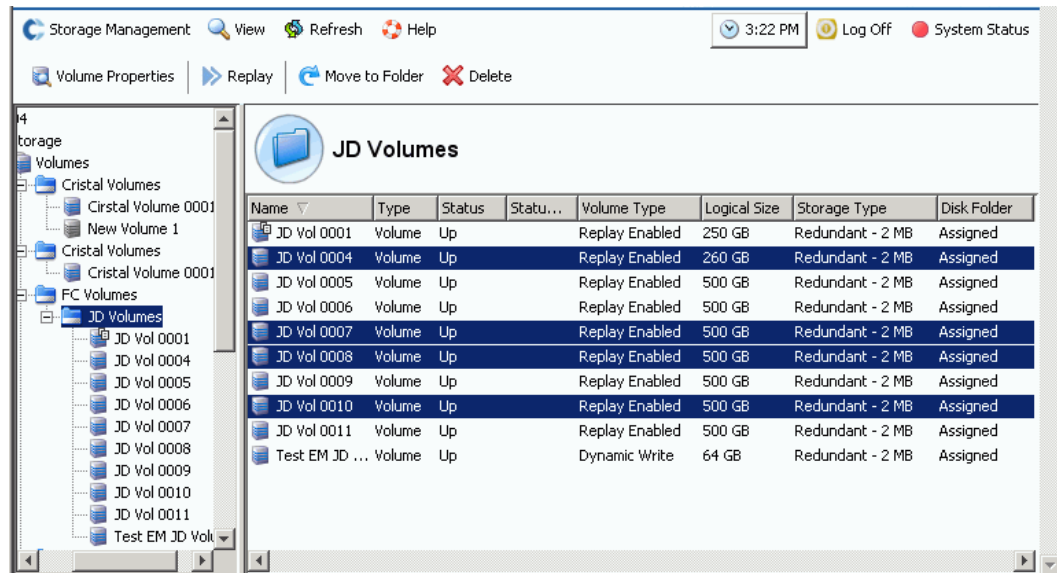 Storage Management View Refresh Help 3:22 PM Log Off System Status
Volume Properties Replay Move to Folder Delete
torage
Volumes
Cristal Volumes
Cirstal Volume 0001
New Volume 1
Cristal Volumes
Cristal Volume 0001
FC Volumes
JD Volumes
JD Vol 0001
JD Vol 0004
JD Vol 0005
JD Vol 0006
JD Vol 0007
JD Vol 0008
JD Vol 0009
JD Vol 0010
JD Vol 0011
Test EM JD Volu
JD Volumes
Name Type Status Statu... Volume Type Logical Size Storage Type Disk Folder
JD Vol 0001 Volume Up Replay Enabled 250 GB Redundant - 2 MB Assigned
JD Vol 0004 Volume Up Replay Enabled 260 GB Redundant - 2 MB Assigned
JD Vol 0005 Volume Up Replay Enabled 500 GB Redundant - 2 MB Assigned
JD Vol 0006 Volume Up Replay Enabled 500 GB Redundant - 2 MB Assigned
JD Vol 0007 Volume Up Replay Enabled 500 GB Redundant - 2 MB Assigned
JD Vol 0008 Volume Up Replay Enabled 500 GB Redundant - 2 MB Assigned
JD Vol 0009 Volume Up Replay Enabled 500 GB Redundant - 2 MB Assigned
JD Vol 0010 Volume Up Replay Enabled 500 GB Redundant - 2 MB Assigned
JD Vol 0011 Volume Up Replay Enabled 500 GB Redundant - 2 MB Assigned
Test EM JD ... Volume Up Dynamic Write 64 GB Redundant - 2 MB Assigned